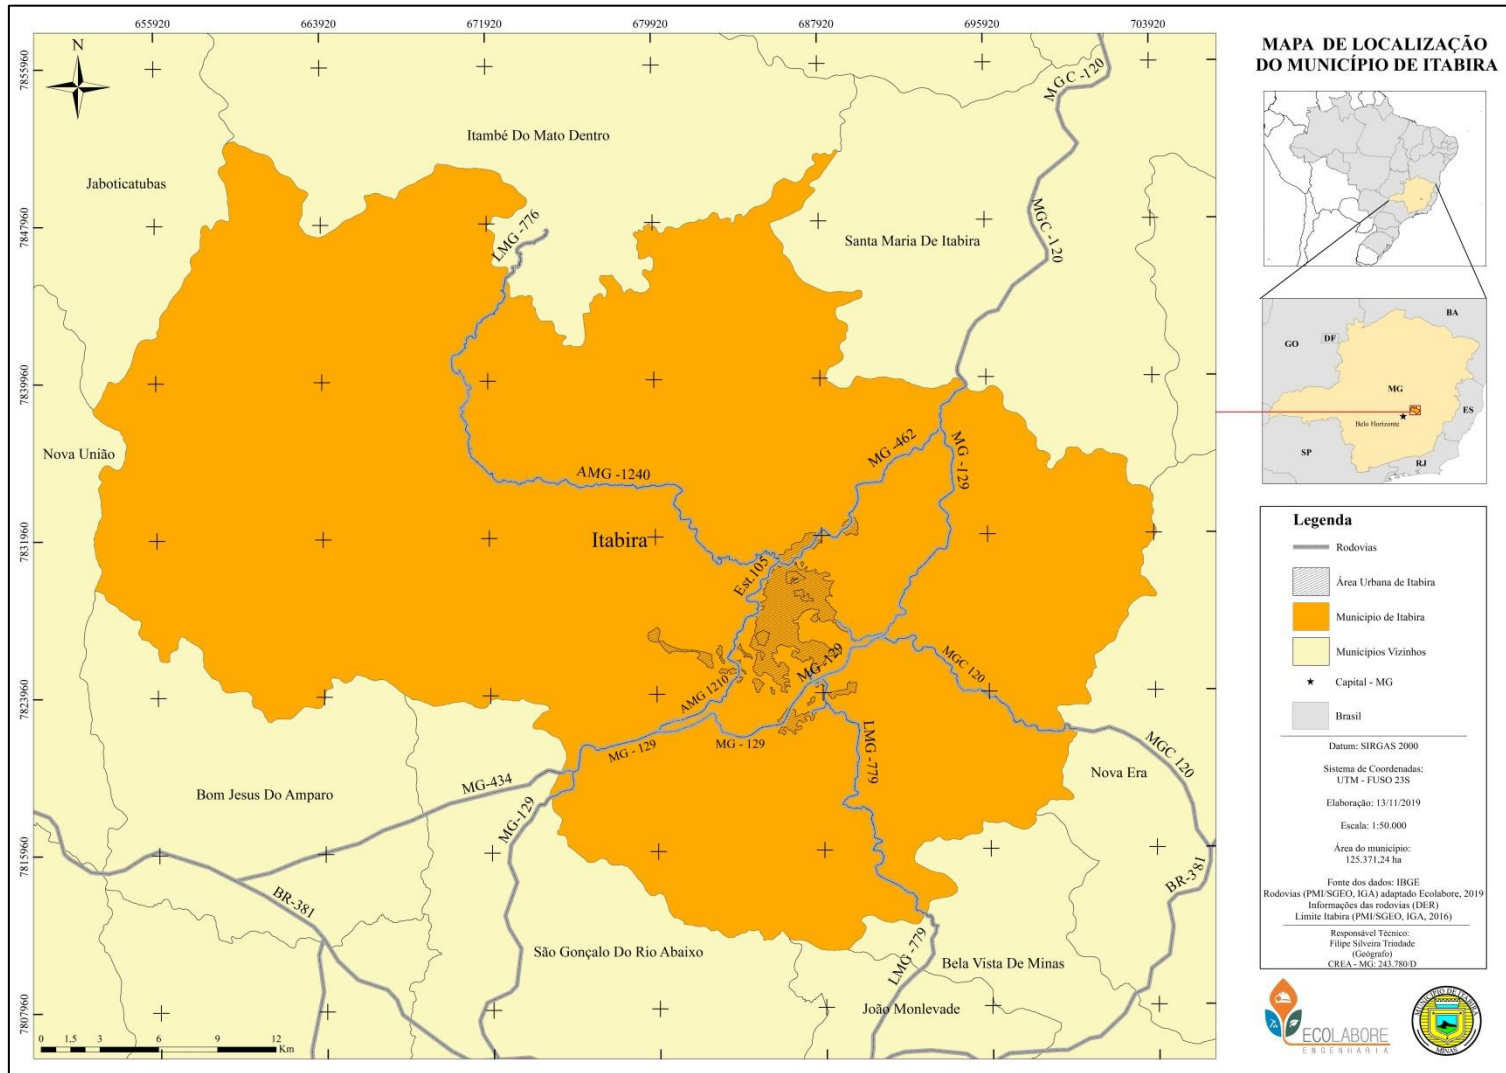 655920
663920
671920
679920
687920
695920
703920
N
7855960
7847960
7839960
7831960
7823960
7815960
7807960
MGC -120
Itambé Do Mato Dentro
Jaboticatubas
LMG -776
MGC-120
Santa Maria De Itabira
Nova União
AMG -1240
MG -462
MG -129
Itabira
Est.105
MG-129
MGC 120
AMG 1210
MG - 129
MG - 129
LMG -779
MGC 120
Nova Era
MG-434
Bom Jesus Do Amparo
MG-129
BR-381
BR-381
São Gonçalo Do Rio Abaixo
LMG -779
Bela Vista De Minas
João Monlevade
0 1,5 3 6 9 12
Km
MAPA DE LOCALIZAÇÃO
DO MUNICÍPIO DE ITABIRA
BA
GO
DF
MG
ES
Belo Horizonte
SP
RJ
Legenda
Rodovias
Área Urbana de Itabira
Municipio de Itabira
Municípios Vizinhos
Capital - MG
Brasil
Datum: SIRGAS 2000
Sistema de Coordenadas:
UTM - FUSO 23S
Elaboração: 13/11/2019
Escala: 1:50.000
Área do município:
125.371,24 ha
Fonte dos dados: IBGE
Rodovias (PMI/SGEO, IGA) adaptado Ecolabore, 2019
Informações das rodovias (DER)
Limite Itabira (PMI/SGEO, IGA, 2016)
Responsável Técnico:
Filipe Silveira Trindade
(Geógrafo)
CREA - MG: 243.780/D
ECOLABORE
ENGENHARIA
MUNICÍPIO DE ITABIRA
MINAS